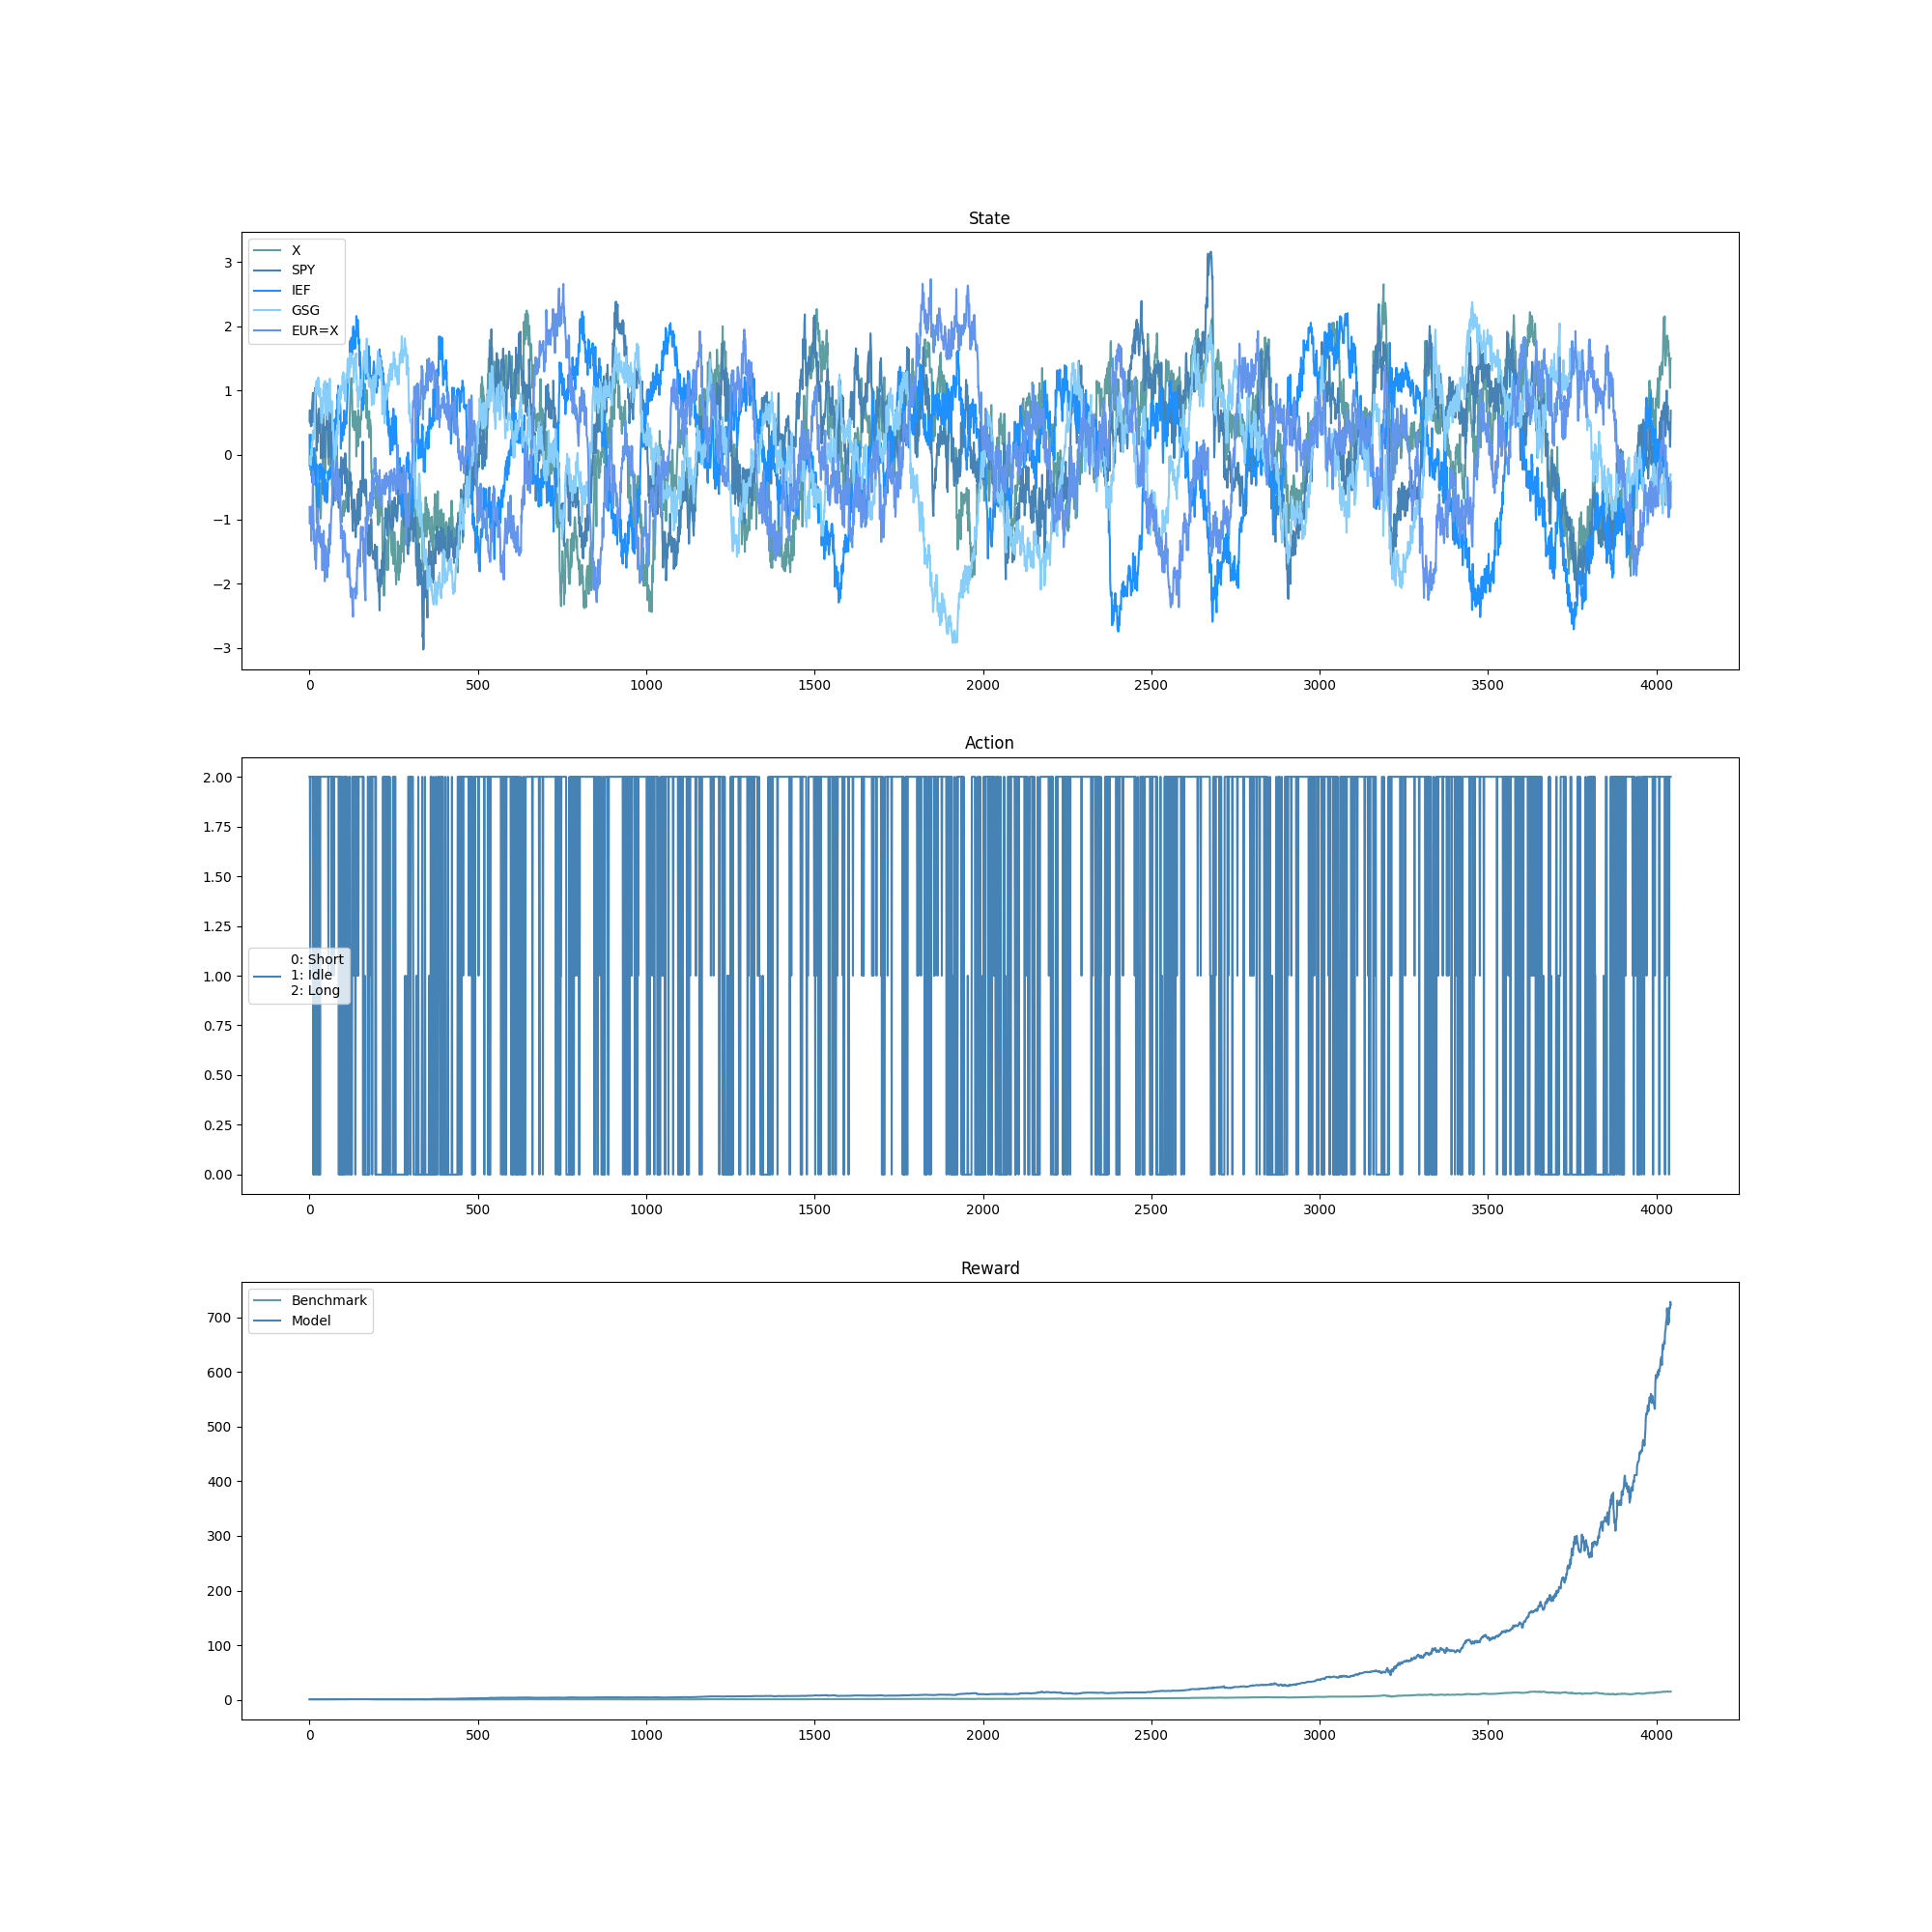 State
X
SPY
IEF
GSG
EUR=X
3
2
1
0
−1
−2
−3
0 500 1000 1500 2000 2500 3000 3500 4000
Action
2.00
1.75
1.50
1.25
1.00
0.75
0.50
0.25
0.00
0: Short
1: Idle
2: Long
0 500 1000 1500 2000 2500 3000 3500 4000
Reward
Benchmark
Model
700
600
500
400
300
200
100
0
0 500 1000 1500 2000 2500 3000 3500 4000